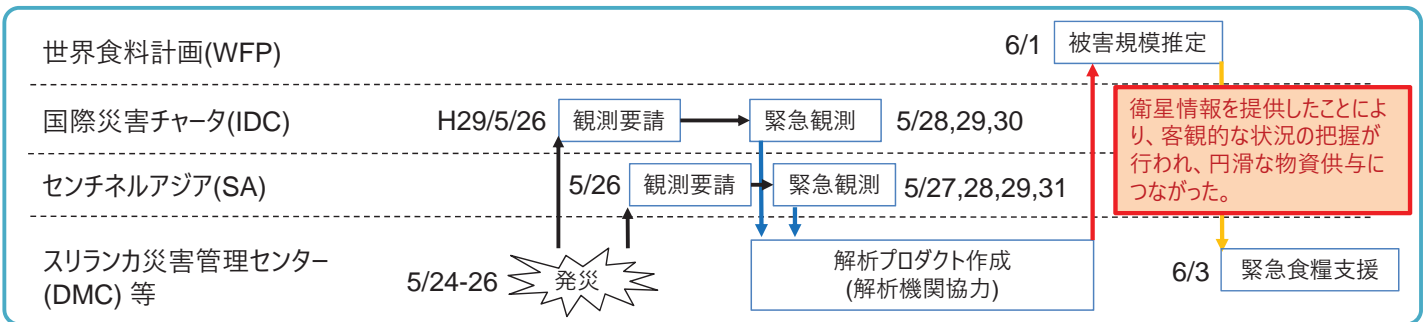 世界食料計画(WFP)
6/1
被害規模推定
国際災害チャータ(IDC)
H29/5/26
観測要請
緊急観測
5/28,29,30
衛星情報を提供したことによ
り、客観的な状況の把握が
行われ、円滑な物資供与に
つながった。
センチネルアジア(SA)
5/26
観測要請
緊急観測
5/27,28,29,31
スリランカ災害管理センター
(DMC) 等
5/24-26
発災
解析プロダクト作成
(解析機関協力)
6/3
緊急食糧支援